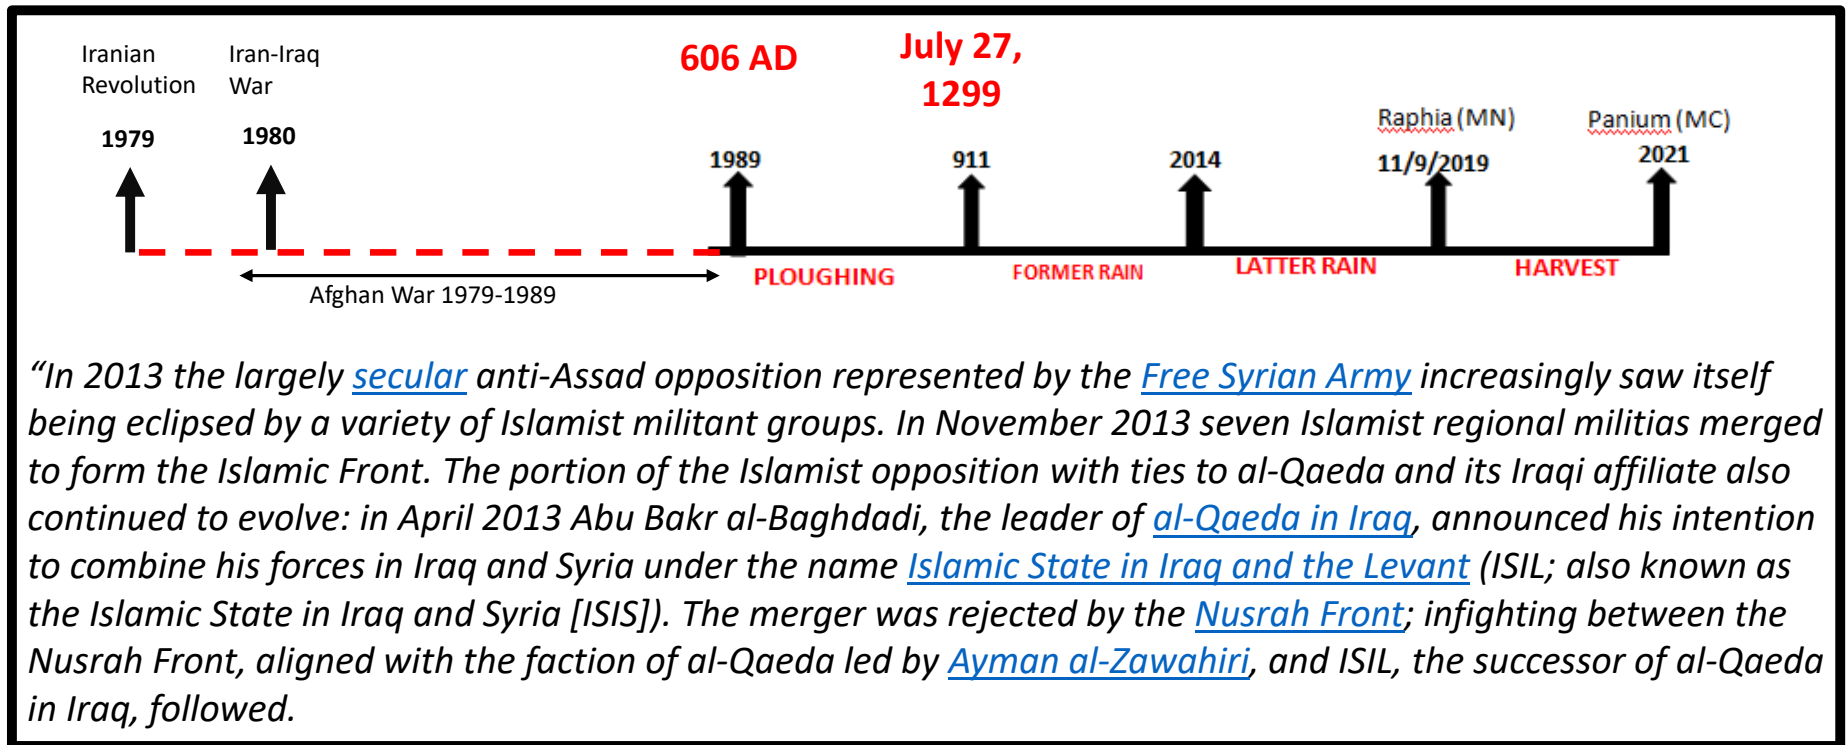 Iranian
Revolution
Iran-Iraq
War
606 AD
July 27,
1299
1979
1980
1989
911
2014
Raphia (MN)
11/9/2019
Panium (MC)
2021
Afghan War 1979-1989
PLOUGHING
FORMER RAIN
LATTER RAIN
HARVEST
“In 2013 the largely secular anti-Assad opposition represented by the Free Syrian Army increasingly saw itself
being eclipsed by a variety of Islamist militant groups. In November 2013 seven Islamist regional militias merged
to form the Islamic Front. The portion of the Islamist opposition with ties to al-Qaeda and its Iraqi affiliate also
continued to evolve: in April 2013 Abu Bakr al-Baghdadi, the leader of al-Qaeda in Iraq, announced his intention
to combine his forces in Iraq and Syria under the name Islamic State in Iraq and the Levant (ISIL; also known as
the Islamic State in Iraq and Syria [ISIS]). The merger was rejected by the Nusrah Front; infighting between the
Nusrah Front, aligned with the faction of al-Qaeda led by Ayman al-Zawahiri, and ISIL, the successor of al-Qaeda
in Iraq, followed.